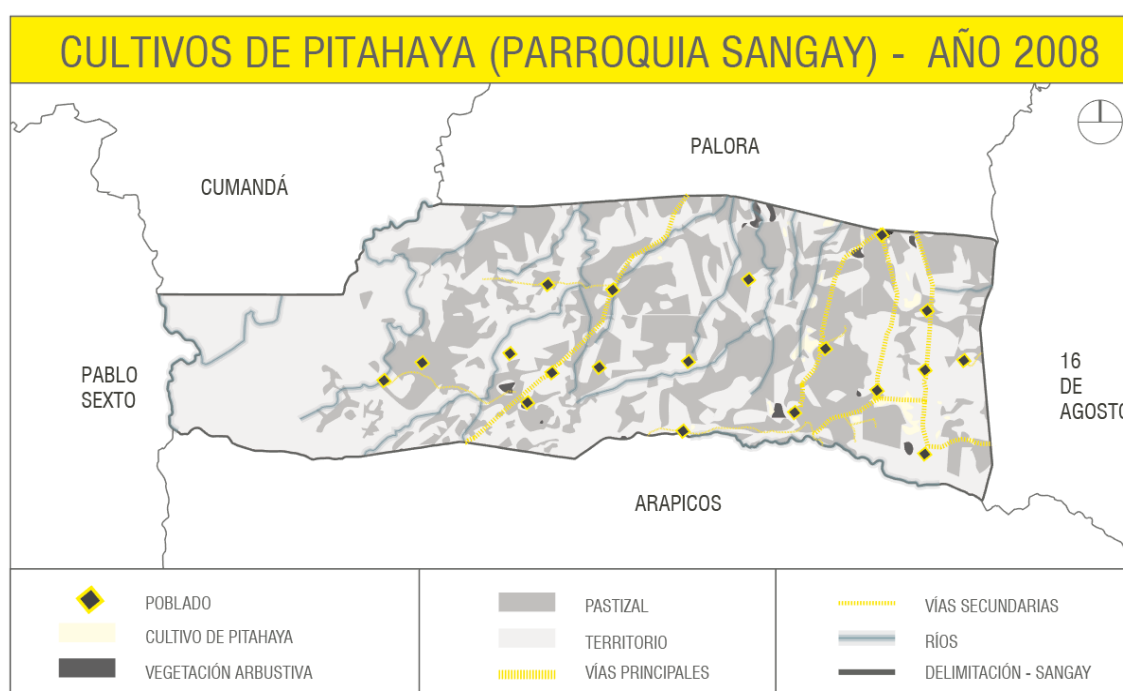 CULTIVOS DE PITAHAYA (PARROQUIA SANGAY) - AÑO 2008
PALORA
CUMANDÁ
PABLO
SEXTO
16
DE
AGOSTO
ARAPICOS
POBLADO
CULTIVO DE PITAHAYA
VEGETACIÓN ARBUSTIVA
PASTIZAL
TERRITORIO
VÍAS PRINCIPALES
VÍAS SECUNDARIAS
RÍOS
DELIMITACIÓN - SANGAY